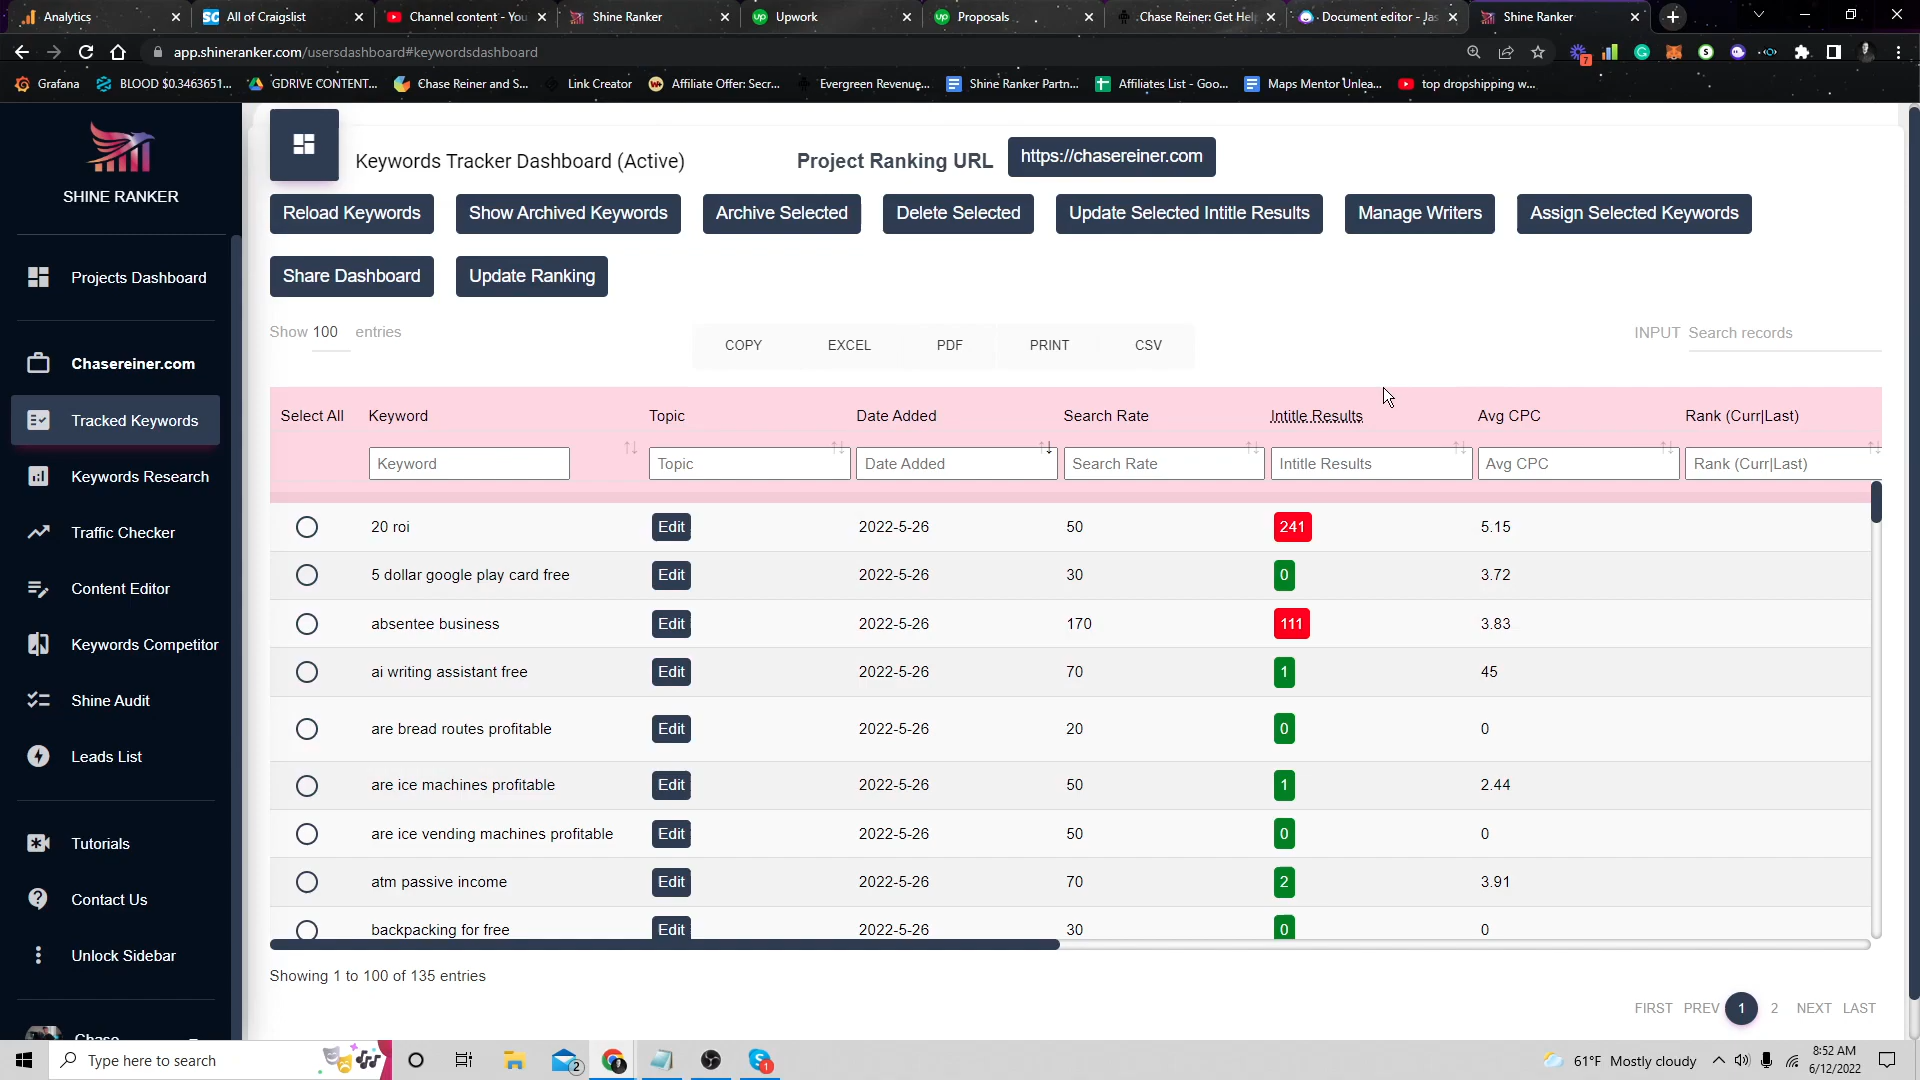 Analytics
All of Craigslist
Channel content - You
Shine Ranker
Upwork
Proposals
Chase Reiner: Get Help
Document editor - Jas
Shine Ranker
app.shineranker.com/usersdashboard#keywordsdashboard
7
Grafana
BLOOD $0.3463651...
GDRIVE CONTENT...
Chase Reiner and S...
Link Creator
Affiliate Offer: Secr...
Evergreen Revenue,...
Shine Ranker Partn...
Affiliates List - Goo...
Maps Mentor Unlea...
top dropshipping w...
SHINE RANKER
Projects Dashboard
Chasereiner.com
Tracked Keywords
Keywords Research
Traffic Checker
Content Editor
Keywords Competitor
Shine Audit
Leads List
Tutorials
Contact Us
Unlock Sidebar
Chase
Keywords Tracker Dashboard (Active)
Project Ranking URL
https://chasereiner.com
Reload Keywords
Show Archived Keywords
Archive Selected
Delete Selected
Update Selected Intitle Results
Manage Writers
Assign Selected Keywords
Share Dashboard
Update Ranking
Show 100 entries
COPY EXCEL PDF PRINT CSV
INPUT Search records
Select All Keyword Topic Date Added Search Rate Intitle Results Avg CPC Rank (Curr|Last)
Keyword Topic Date Added Search Rate Intitle Results Avg CPC Rank (Curr|Last)
20 roi Edit 2022-5-26 50 241 5.15
5 dollar google play card free Edit 2022-5-26 30 0 3.72
absentee business Edit 2022-5-26 170 111 3.83
ai writing assistant free Edit 2022-5-26 70 1 45
are bread routes profitable Edit 2022-5-26 20 0 0
are ice machines profitable Edit 2022-5-26 50 1 2.44
are ice vending machines profitable Edit 2022-5-26 50 0 0
atm passive income Edit 2022-5-26 70 2 3.91
backpacking for free Edit 2022-5-26 30 0 0
Showing 1 to 100 of 135 entries
FIRST PREV 1 2 NEXT LAST
Type here to search
2
1
61°F Mostly cloudy
8:52 AM
6/12/2022